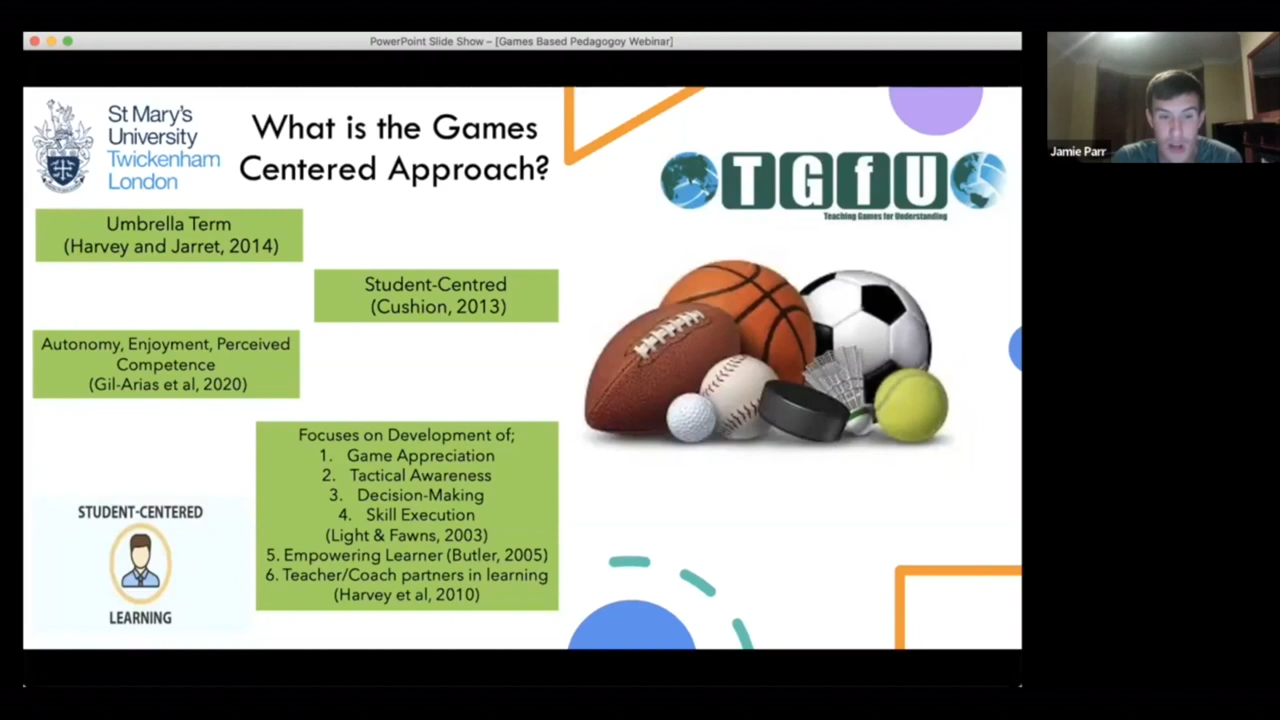 PowerPoint Slide Show – [Games Based Pedagogoy Webinar]
St Mary's
University
Twickenham
London
What is the Games
Centered Approach?
TGfU
Teaching Games for Understanding
Jamie Parr
Umbrella Term
(Harvey and Jarret, 2014)
Student-Centred
(Cushion, 2013)
Autonomy, Enjoyment, Perceived
Competence
(Gil-Arias et al, 2020)
Focuses on Development of;
1. Game Appreciation
2. Tactical Awareness
3. Decision-Making
4. Skill Execution
(Light & Fawns, 2003)
5. Empowering Learner (Butler, 2005)
6. Teacher/Coach partners in learning
(Harvey et al, 2010)
STUDENT-CENTERED
LEARNING